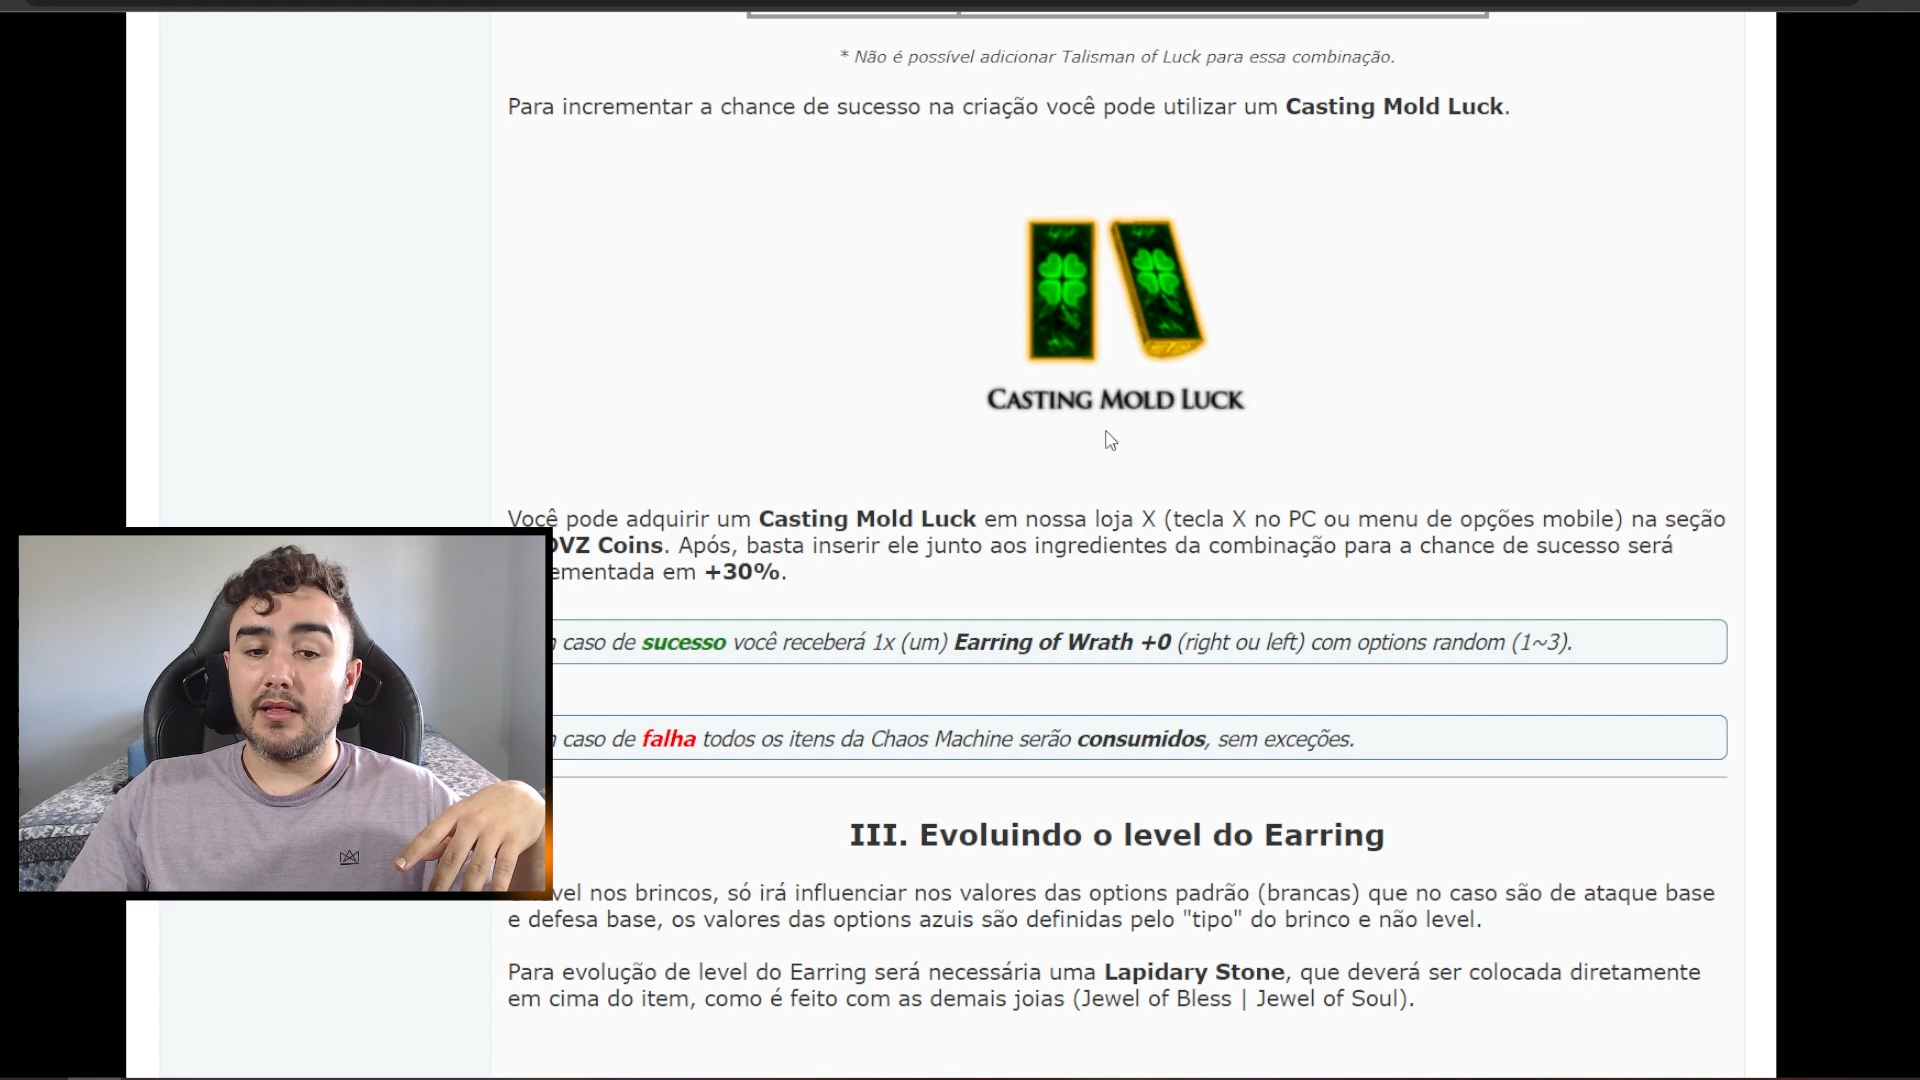 * Não é possível adicionar Talisman of Luck para essa combinação.
Para incrementar a chance de sucesso na criação você pode utilizar um Casting Mold Luck.
CASTING MOLD LUCK
Você pode adquirir um Casting Mold Luck em nossa loja X (tecla X no PC ou menu de opções mobile) na seção
DVZ Coins. Após, basta inserir ele junto aos ingredientes da combinação para a chance de sucesso será
ementada em +30%.
caso de sucesso você receberá 1x (um) Earring of Wrath +0 (right ou left) com options random (1~3).
caso de falha todos os itens da Chaos Machine serão consumidos, sem exceções.
III. Evoluindo o level do Earring
vel nos brincos, só irá influenciar nos valores das options padrão (brancas) que no caso são de ataque base
e defesa base, os valores das options azuis são definidas pelo "tipo" do brinco e não level.
Para evolução de level do Earring será necessária uma Lapidary Stone, que deverá ser colocada diretamente
em cima do item, como é feito com as demais joias (Jewel of Bless | Jewel of Soul).